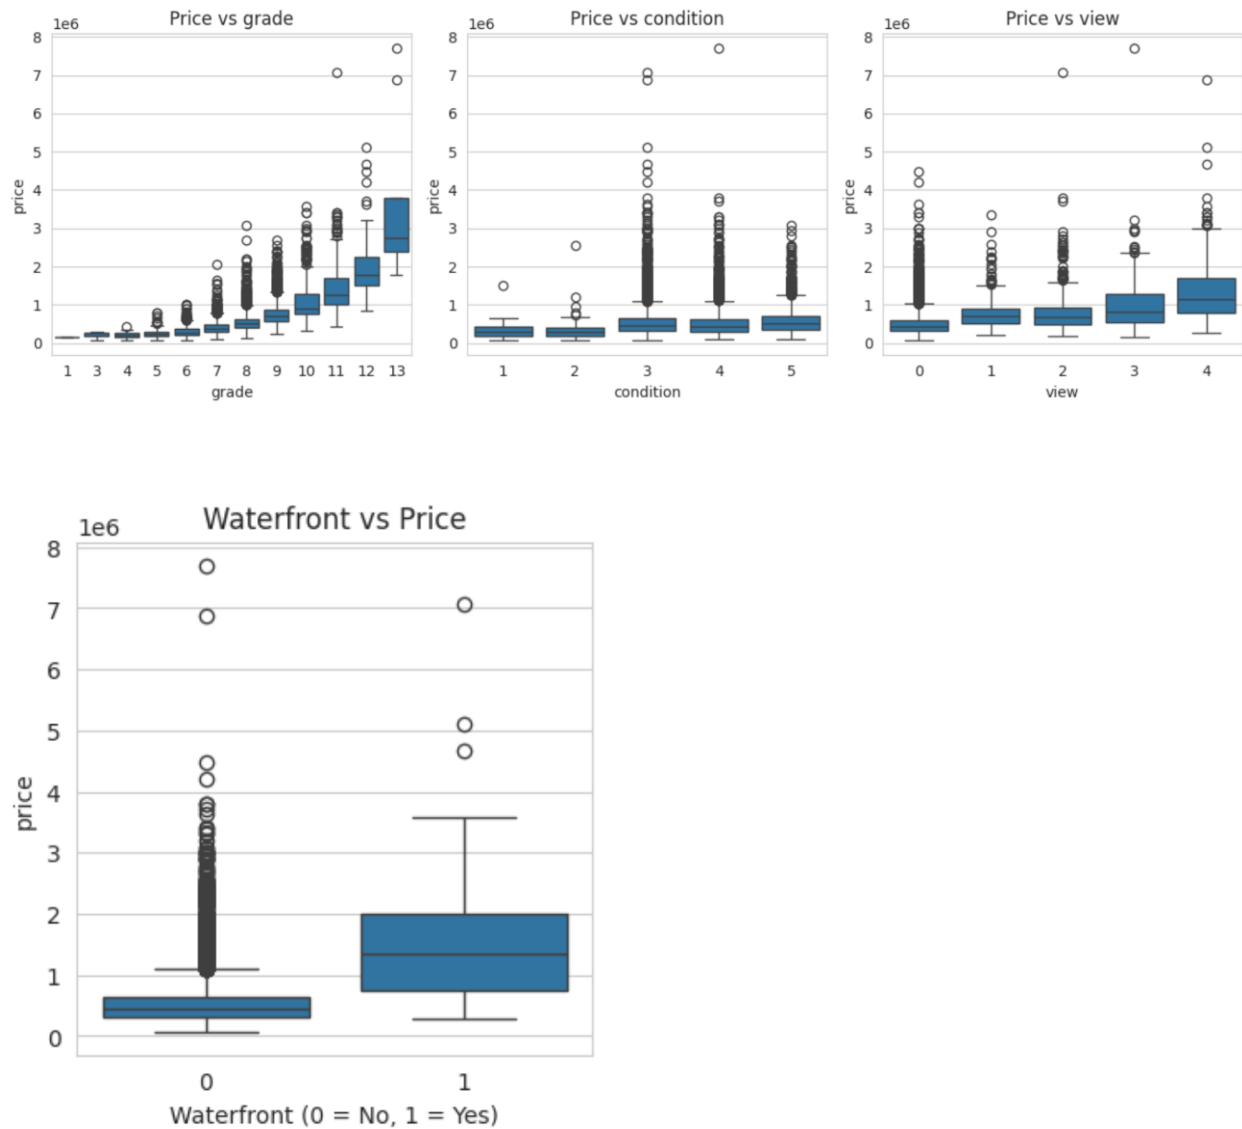 Price vs grade
1e6
8
7
6
5
4
3
2
1
0
price
1 3 4 5 6 7 8 9 10 11 12 13
grade
Price vs condition
1e6
8
7
6
5
4
3
2
1
0
price
1 2 3 4 5
condition
Price vs view
1e6
8
7
6
5
4
3
2
1
0
price
0 1 2 3 4
view
Waterfront vs Price
1e6
8
7
6
5
4
3
2
1
0
price
0 1
Waterfront (0 = No, 1 = Yes)